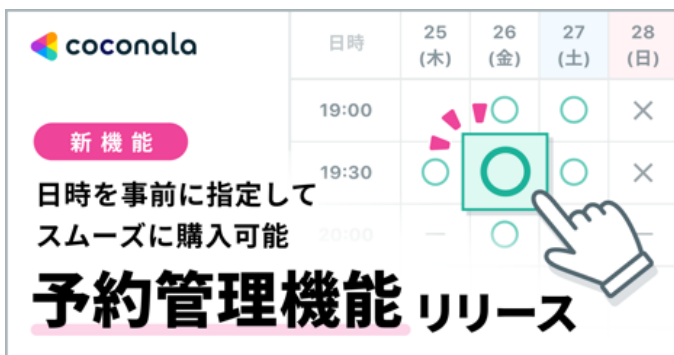 coconala
日時
25
(木)
26
(金)
27
(土)
28
(日)
19:00
19:30
20:00
新機能
日時を事前に指定して
スムーズに購入可能
予約管理機能リリース